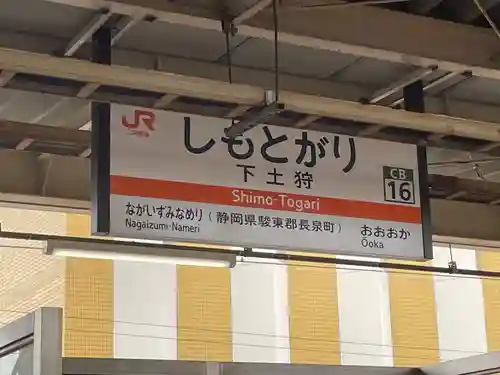 JR
しもとがり
下土狩
CB
16
Shimo-Togari
ながいずみなめり
Nagaizumi-Nameri
(静岡県駿東郡長泉町)
おおおか
Ōoka